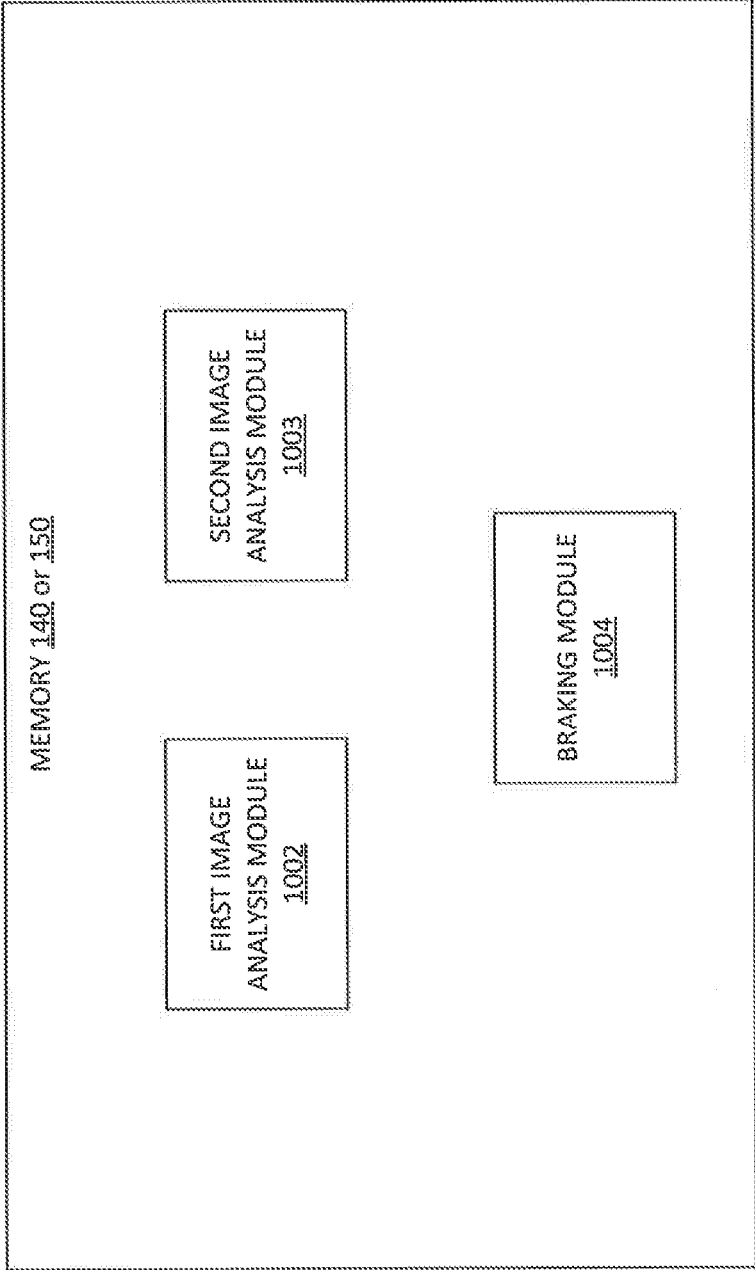 MEMORY 140 or 150
FIRST IMAGE
ANALYSIS MODULE
1002
SECOND IMAGE
ANALYSIS MODULE
1003
BRAKING MODULE
1004